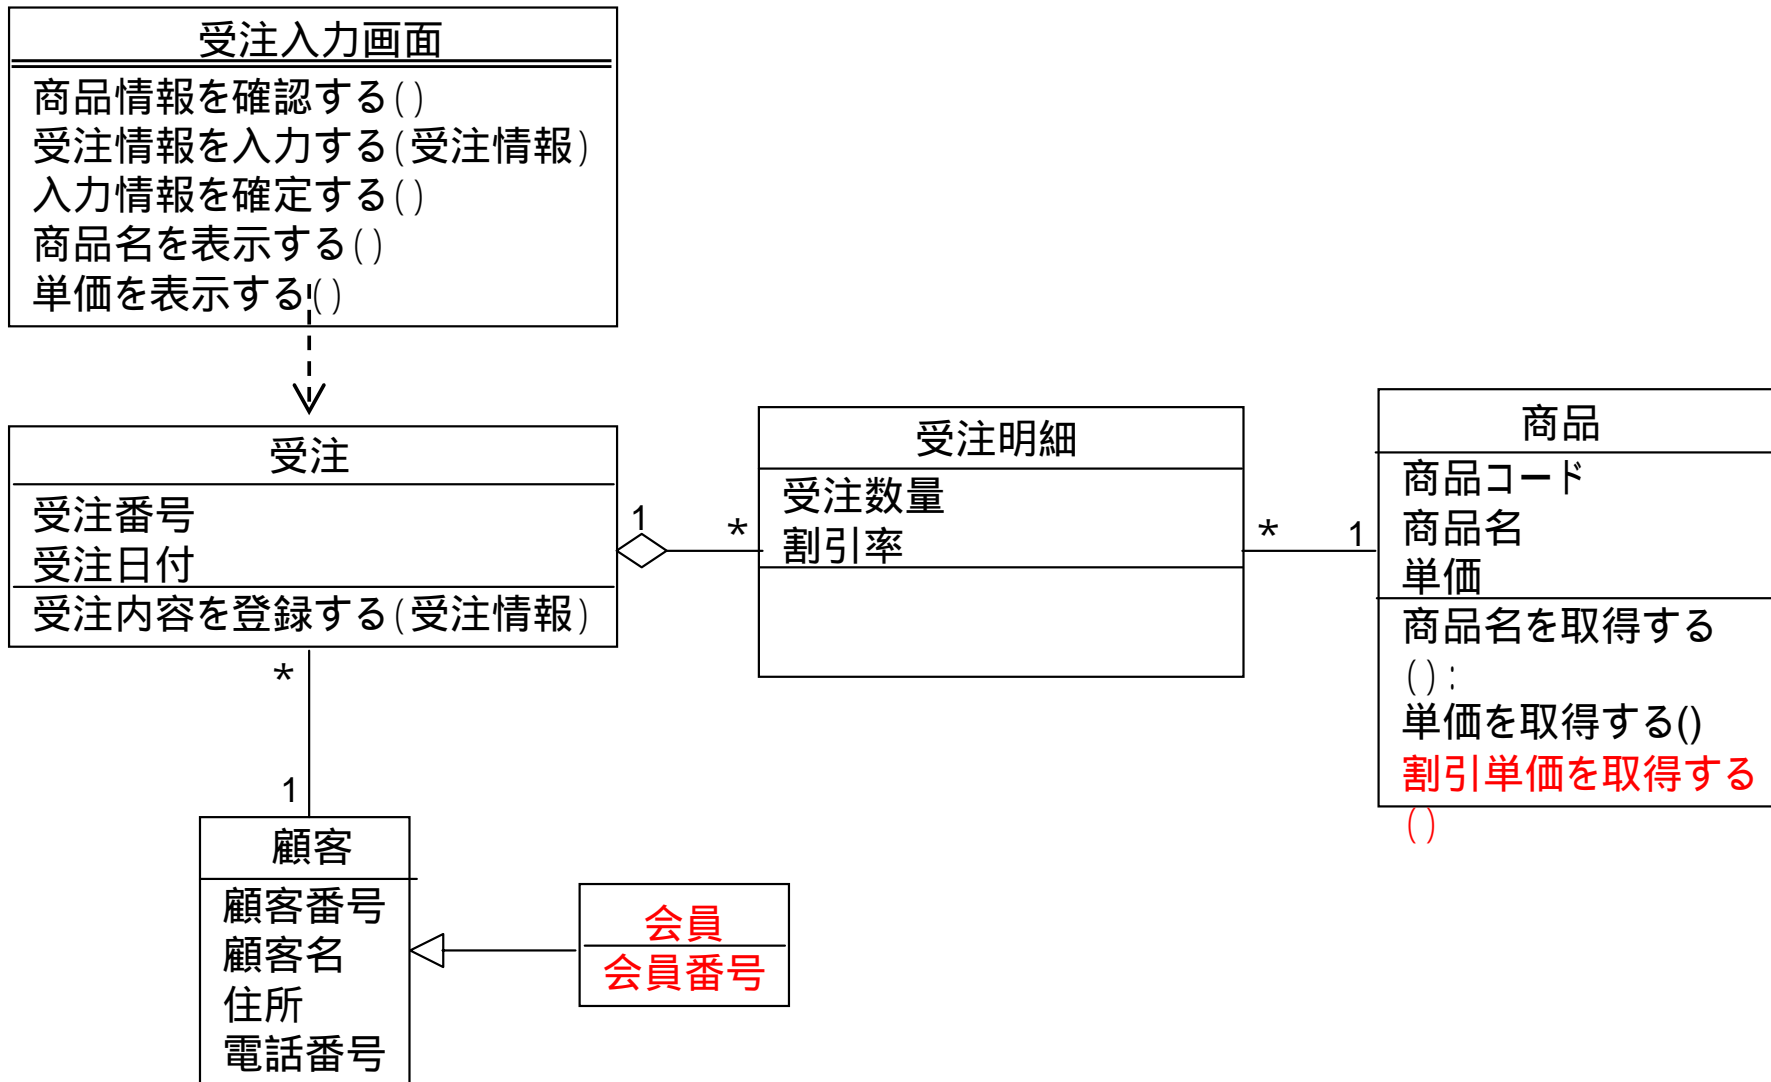 受注入力画面
商品情報を確認する()
受注情報を入力する(受注情報)
入力情報を確定する()
商品名を表示する()
単価を表示する()
受注
受注番号
受注日付
受注内容を登録する(受注情報)
1
*
受注明細
受注数量
割引率
*
1
商品
商品コード
商品名
単価
商品名を取得する
():
単価を取得する()
割引単価を取得する
()
*
1
顧客
顧客番号
顧客名
住所
電話番号
会員
会員番号